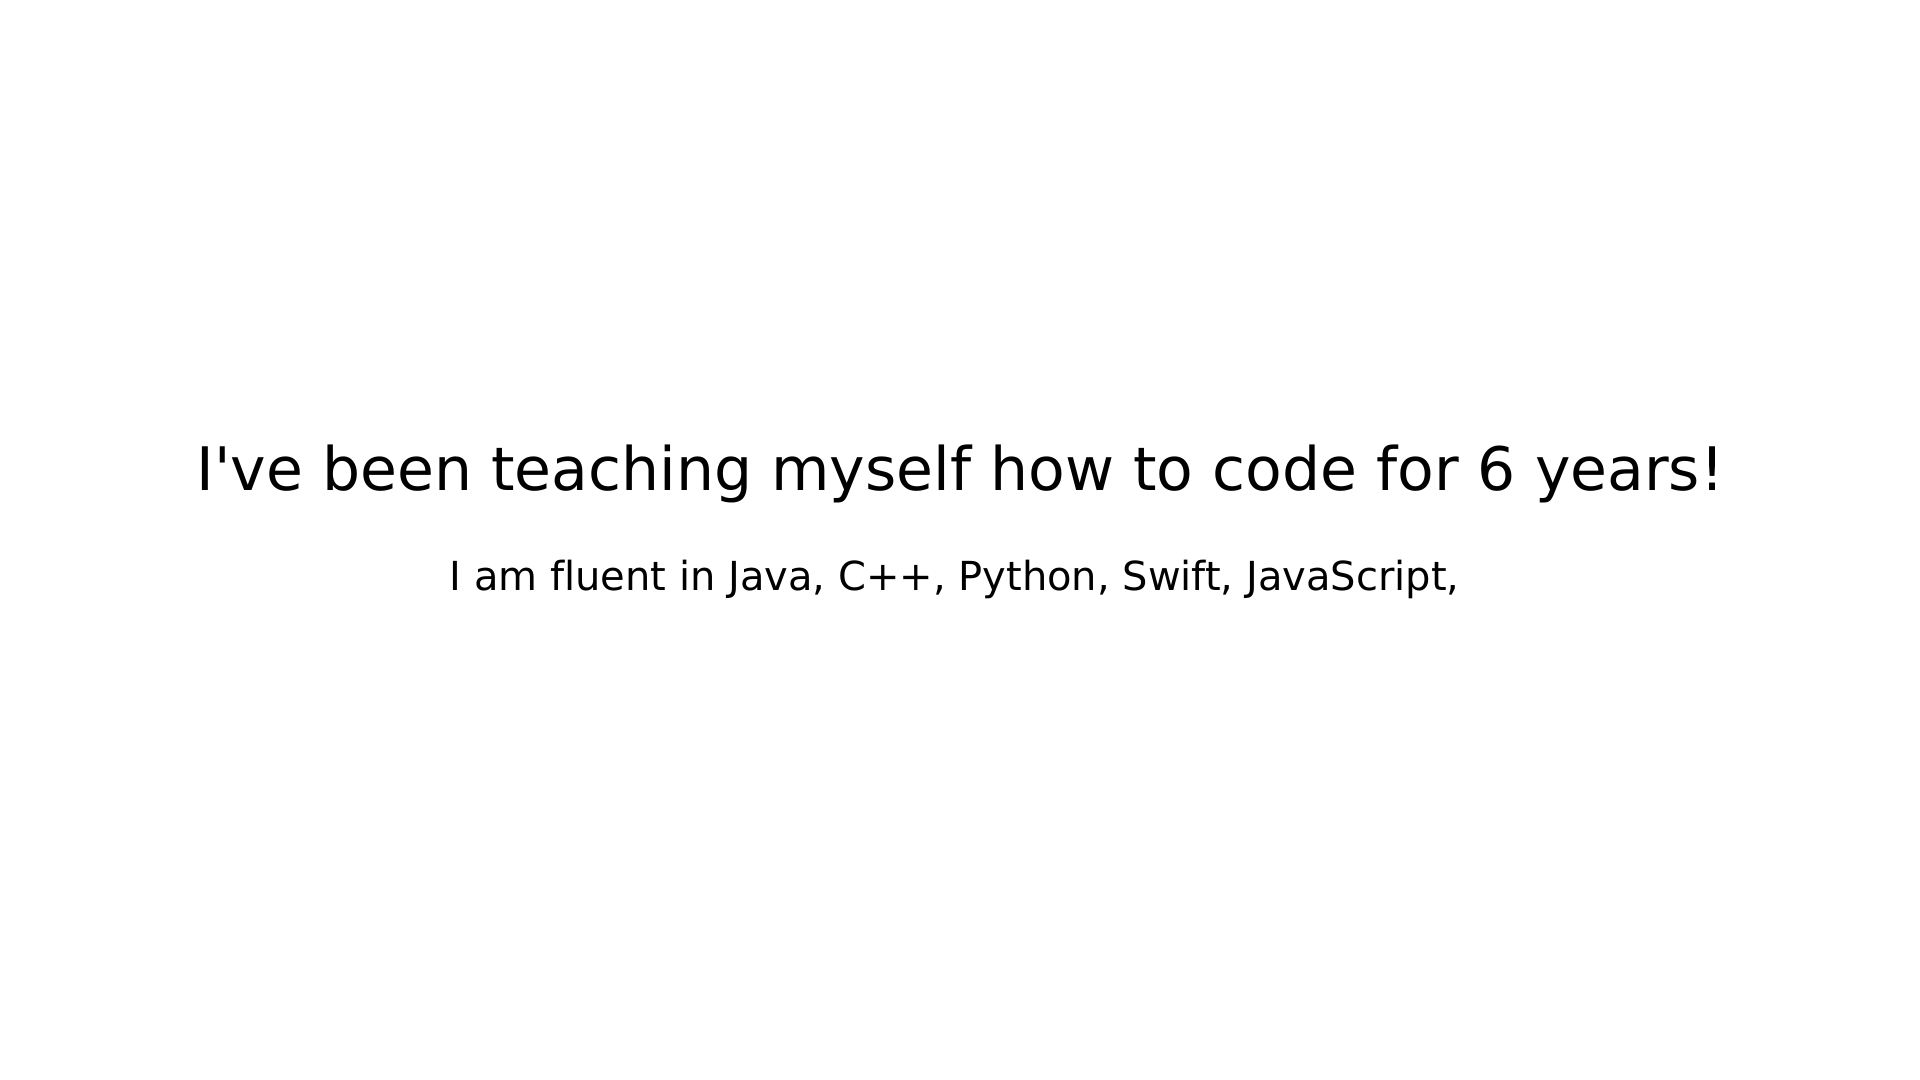 I've been teaching myself how to code for 6 years!
I am fluent in Java, C++, Python, Swift, JavaScript,